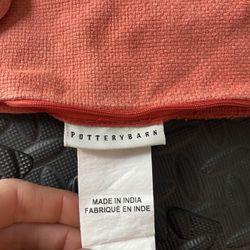 POTTERYBARN
MADE IN INDIA
FABRIQUÉ EN INDE